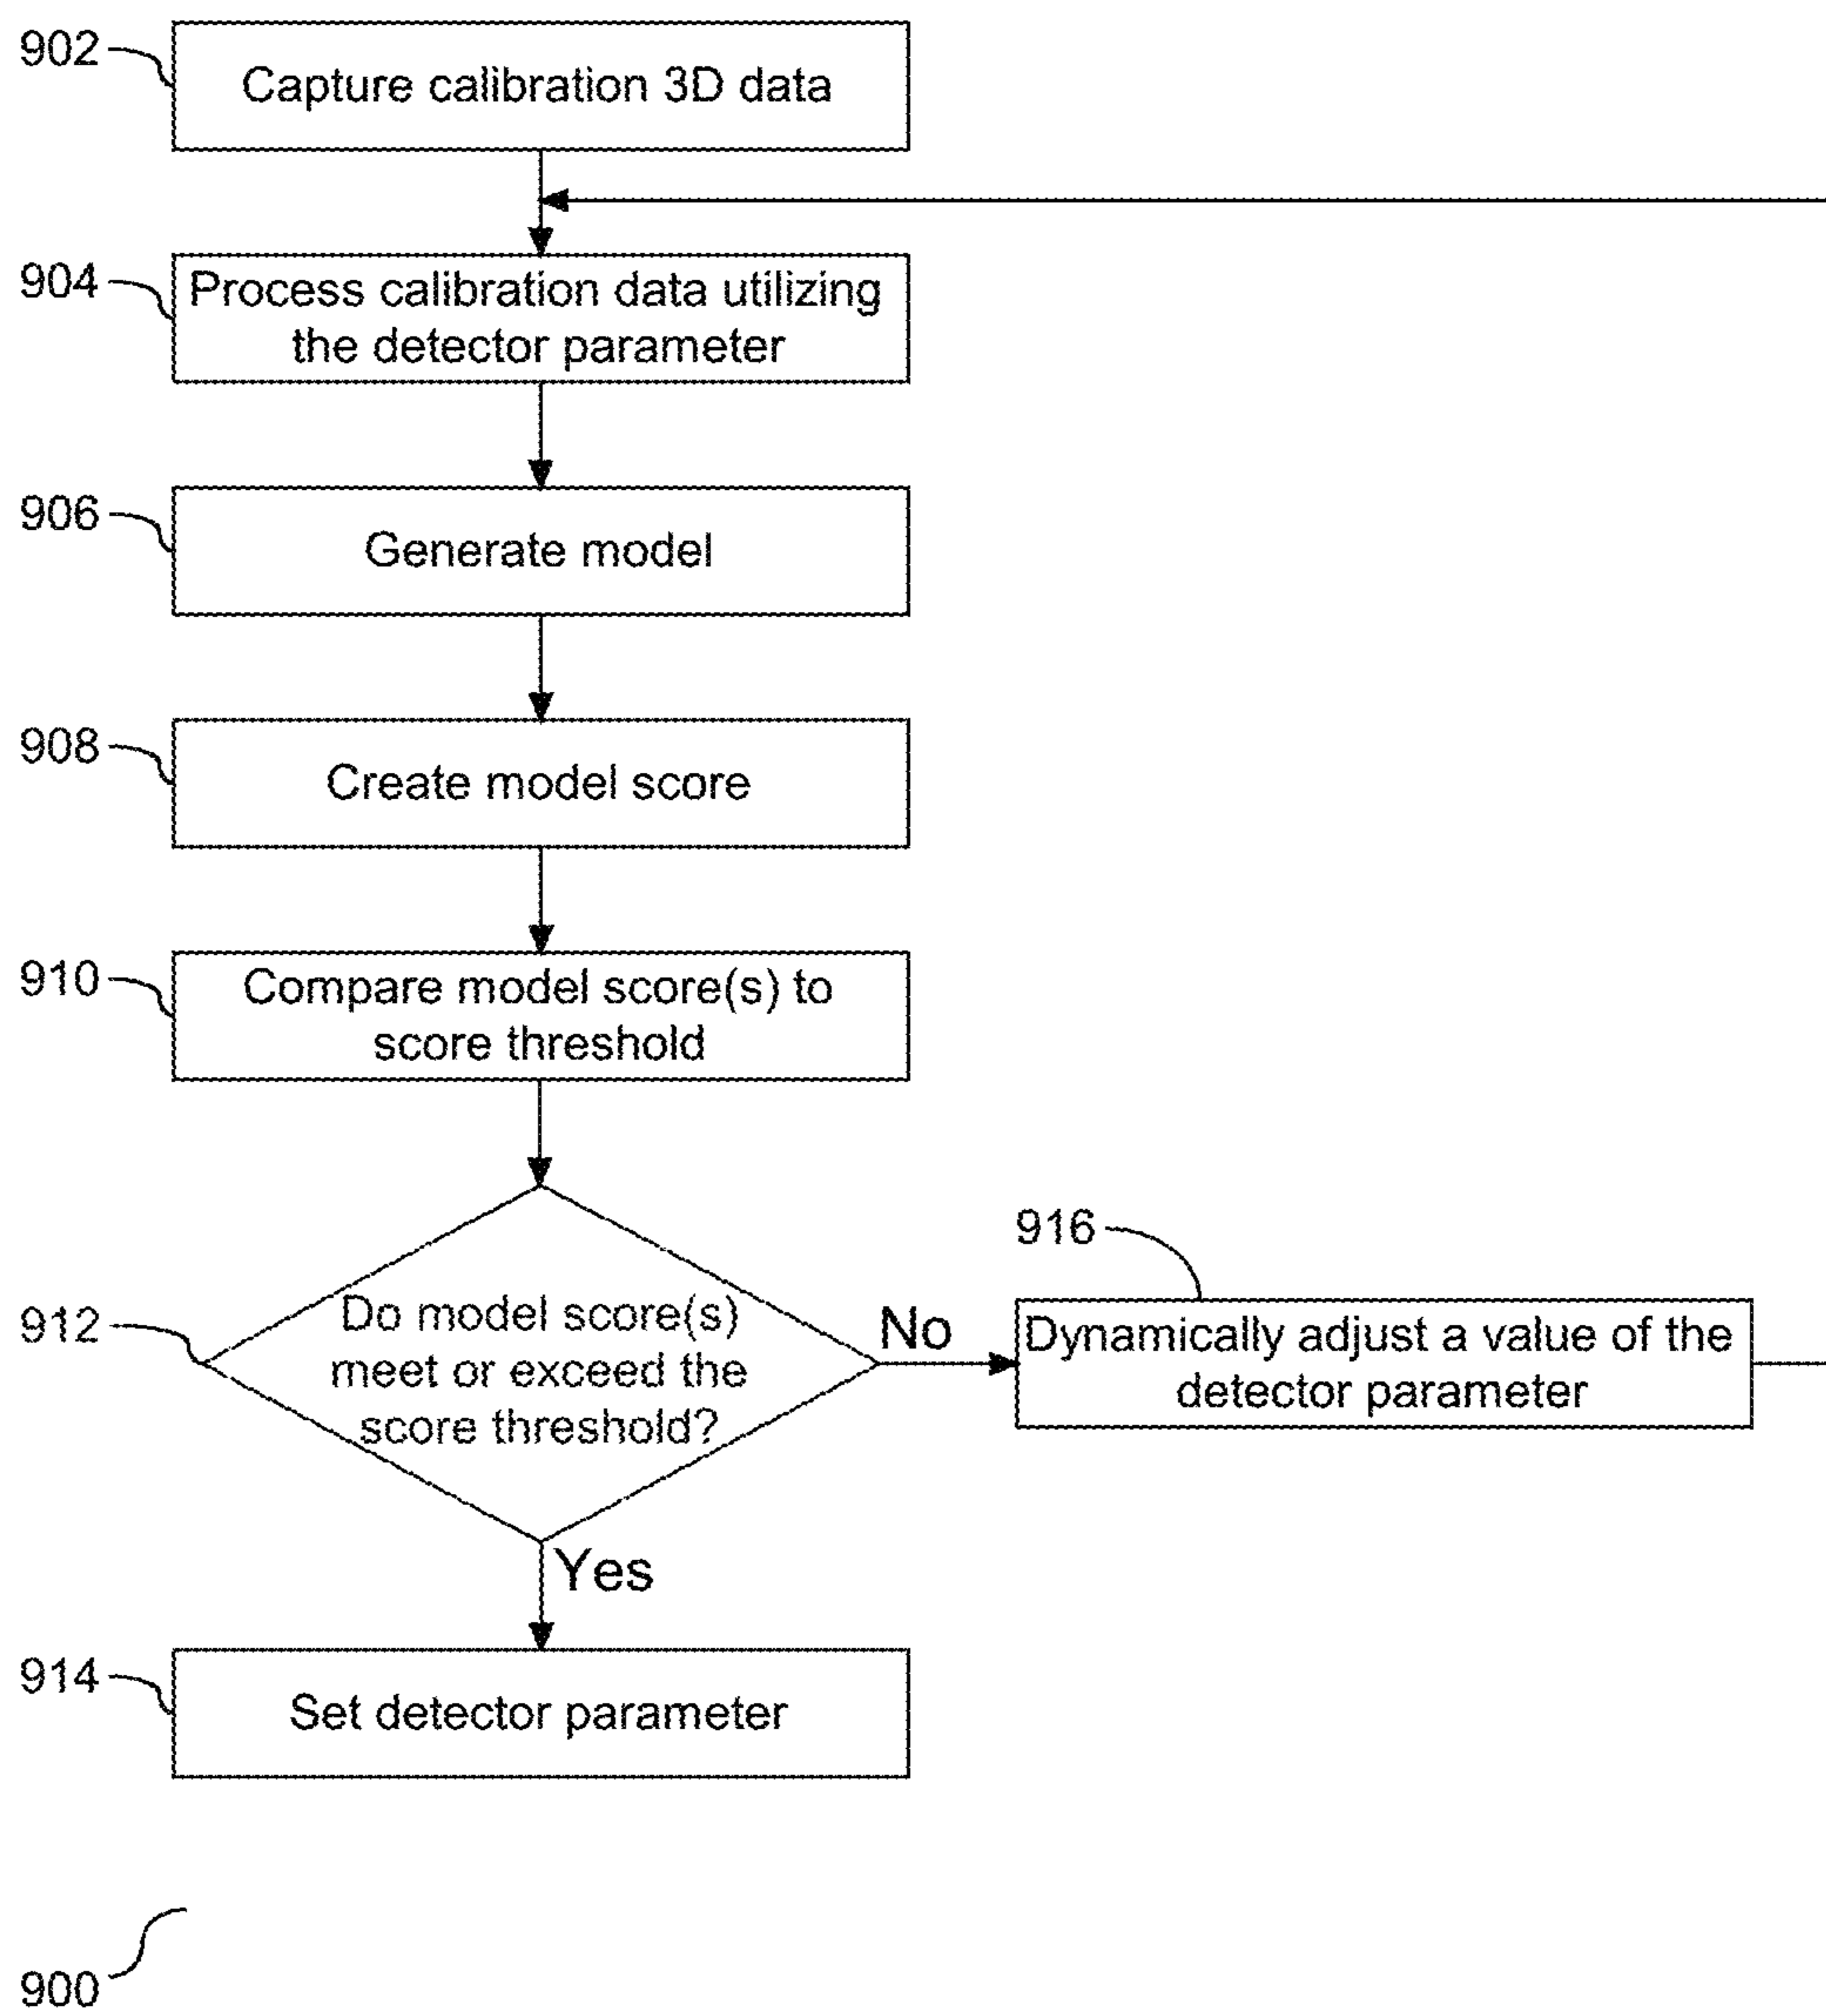 902
Capture calibration 3D data
904
Process calibration data utilizing
the detector parameter
906
Generate model
908
Create model score
910
Compare model score(s) to
score threshold
912
Do model score(s)
meet or exceed the
score threshold?
No
916
Dynamically adjust a value of the
detector parameter
Yes
914
Set detector parameter
900